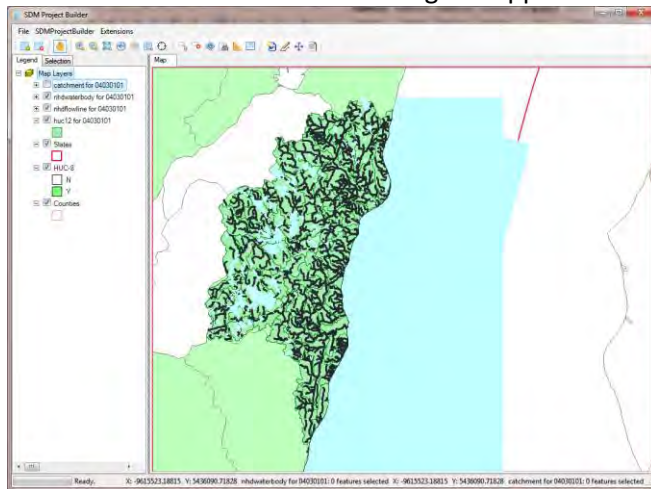 SDM Project Builder
File SDMProjectBuilder Extensions
Legend Selection
Map
Map Layers
catchment for 04030101
nhdwaterbody for 04030101
nhdflowline for 04030101
huc12 for 04030101
States
HUC-8
N
Y
Counties
Ready. X: -9615523.18815 Y: 5436090.71828 nhdwaterbody for 04030101: 0 features selected X: -9615523.18815 Y: 5436090.71828 catchment for 04030101: 0 features selected